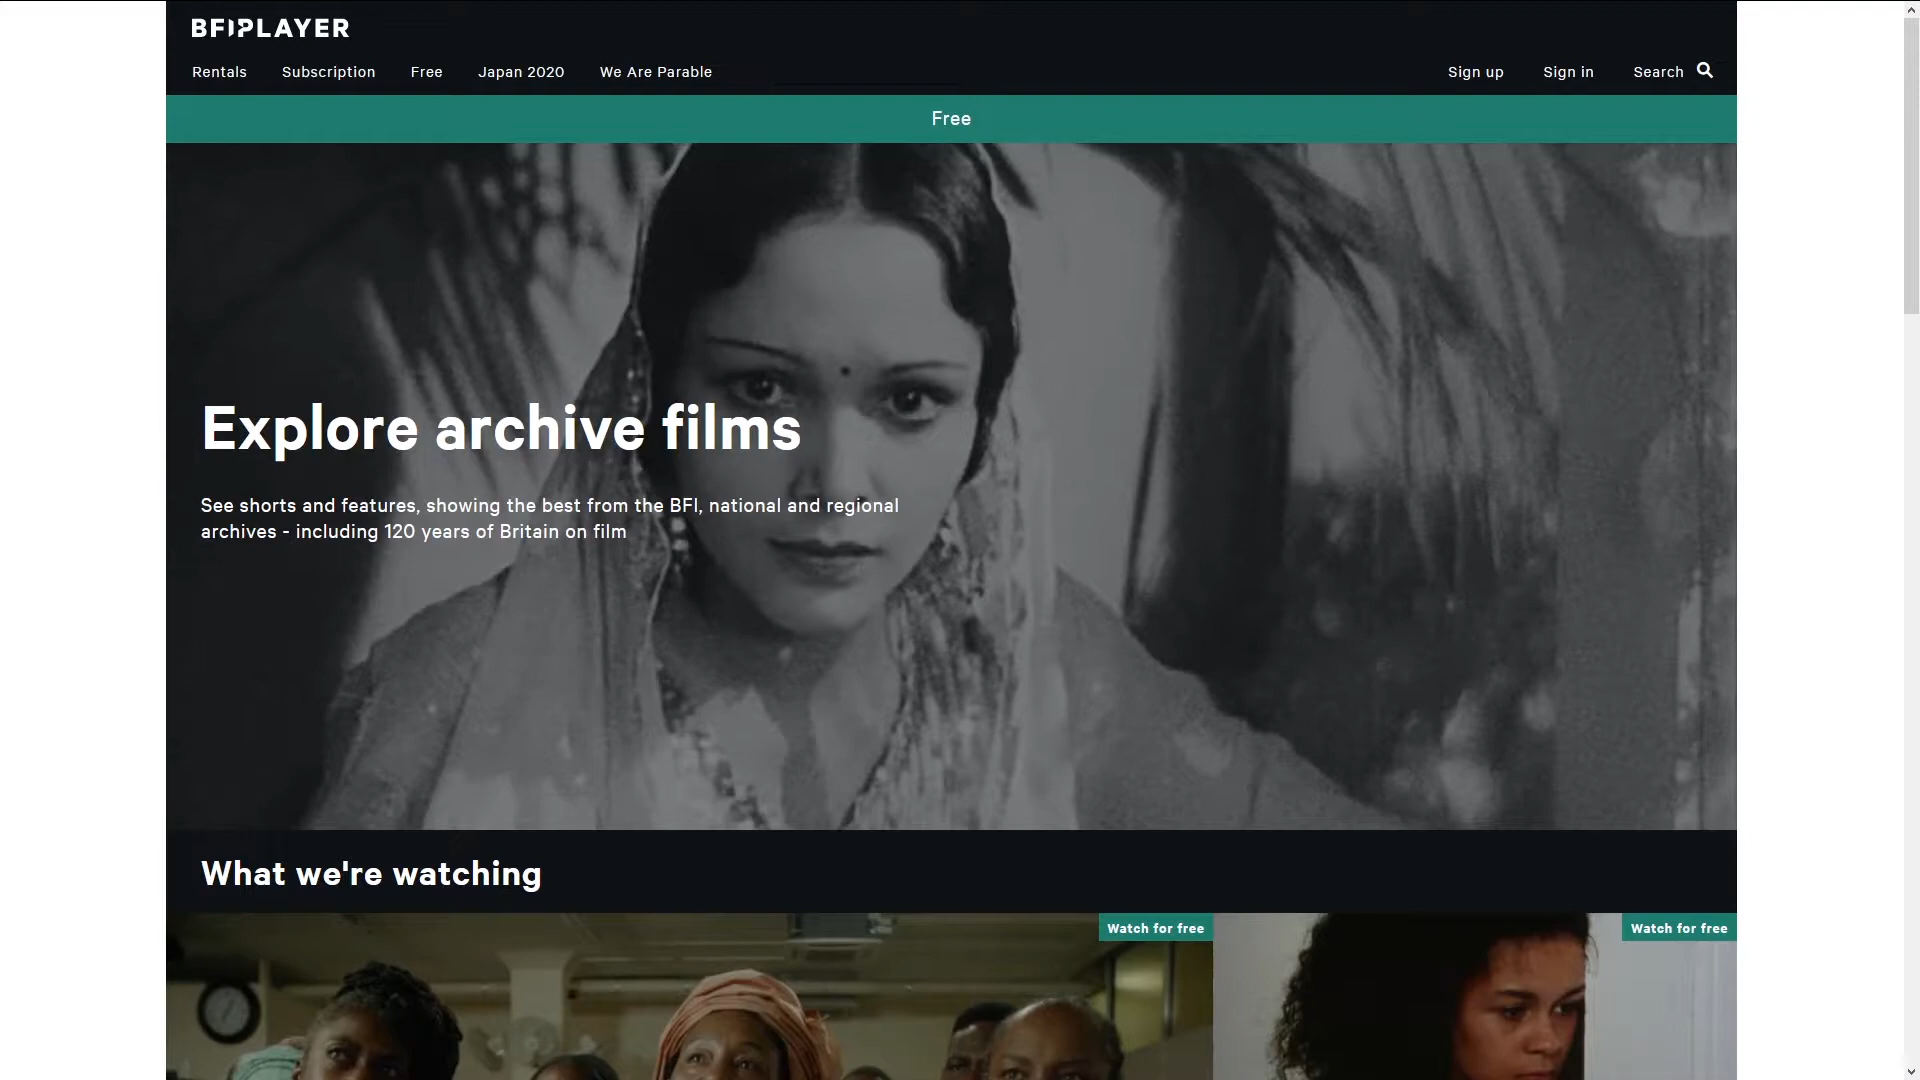 BFIPLAYER
Rentals Subscription Free Japan 2020 We Are Parable Sign up Sign in Search
Free
Explore archive films
See shorts and features, showing the best from the BFI, national and regional
archives - including 120 years of Britain on film
What we're watching
Watch for free
Watch for free